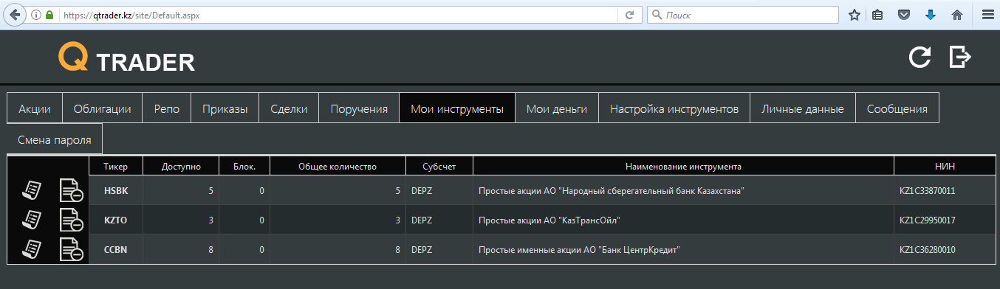 https://qtrader.kz/site/Default.aspx Поиск
Q TRADER
Акции Облигации Репо Приказы Сделки Поручения Мои инструменты Мои деньги Настройка инструментов Личные данные Сообщения
Смена пароля
Тикер Доступно Блок. Общее количество Субсчет Наименование инструмента НИН
HSBK 5 0 5 DEPZ Простые акции АО "Народный сберегательный банк Казахстана" KZ1C33870011
KZTO 3 0 3 DEPZ Простые акции АО "КазТрансОйл" KZ1C29950017
CCBN 8 0 8 DEPZ Простые именные акции АО "Банк ЦентрКредит" KZ1C36280010